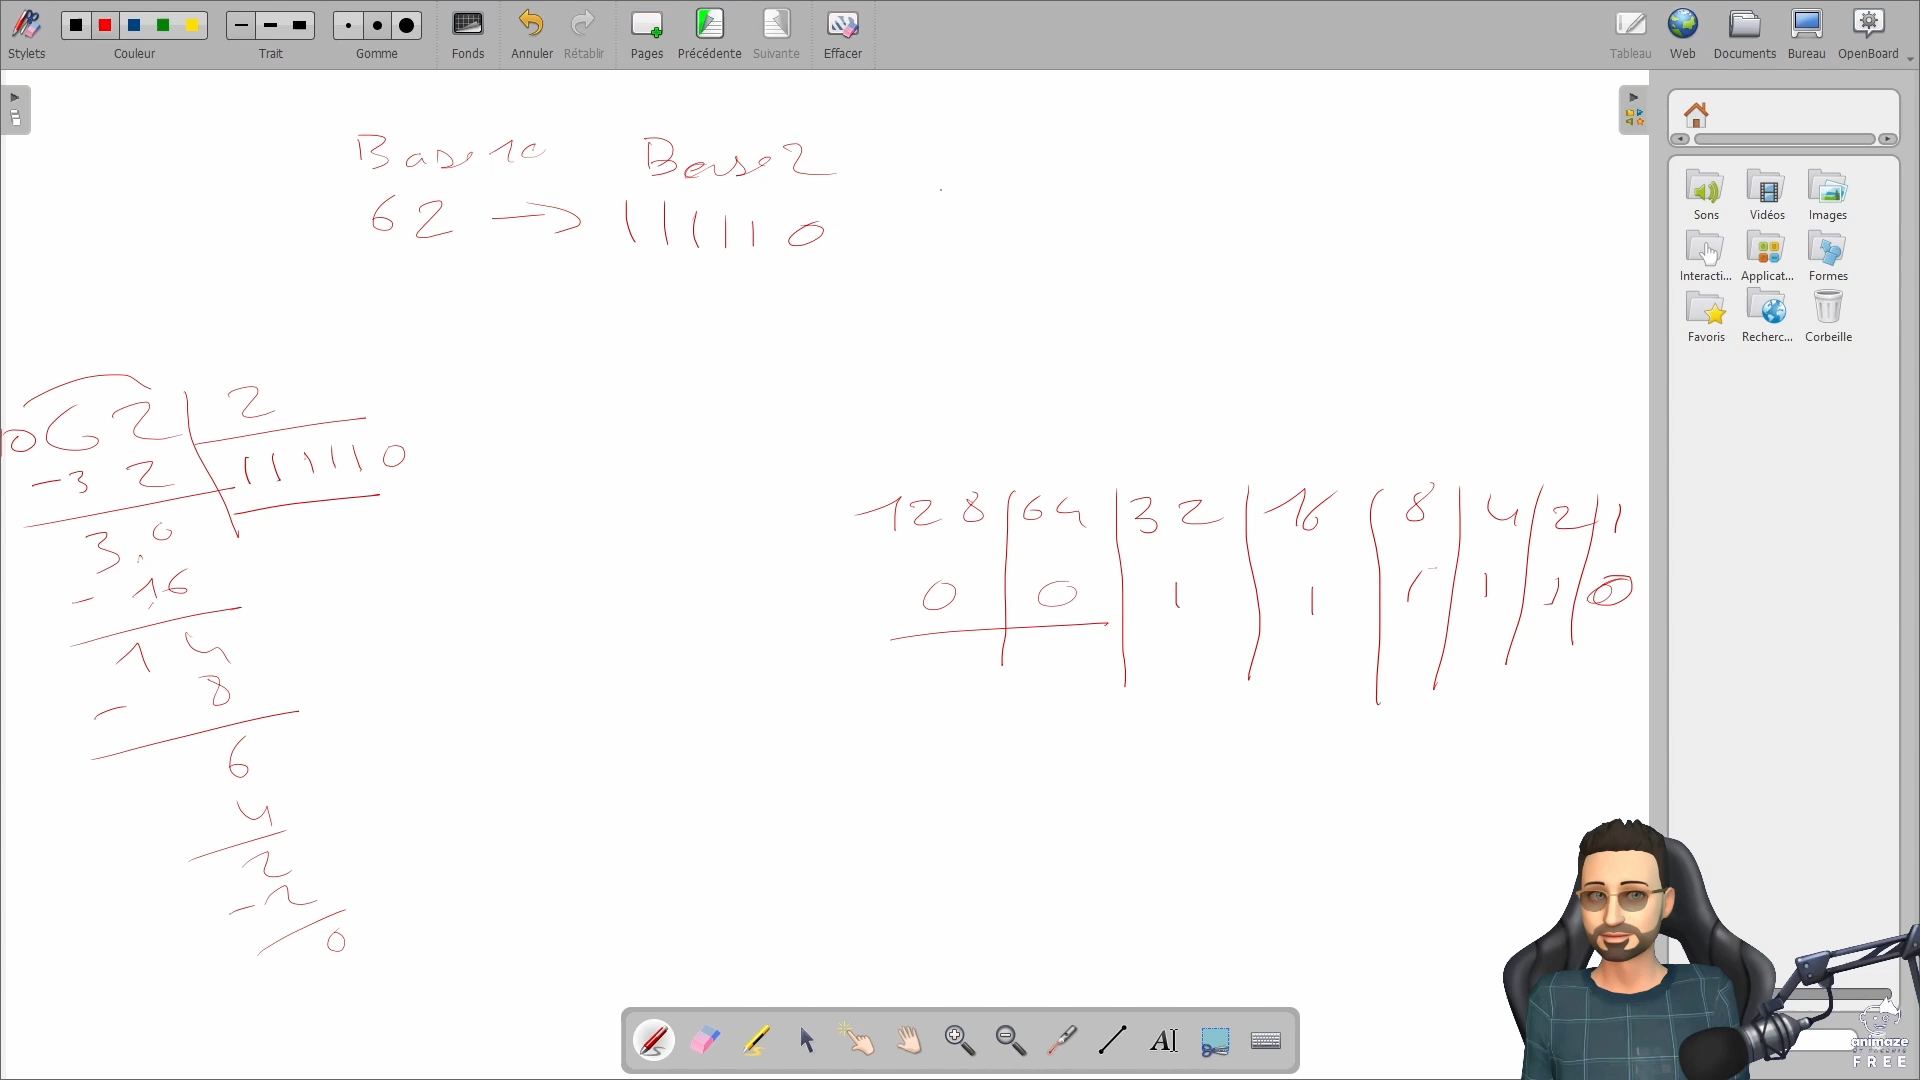 Stylets
Couleur
Trait
Gomme
Fonds
Annuler
Rétablir
Pages
Précédente
Suivante
Effacer
Tableau
Web
Documents
Bureau
OpenBoard
Base 10 Base 2
62 → 111110
62 2
- 32 111110
30
- 16
14
- 8
6
4
2
- 2
0
128 64 32 16 8 4 2 1
0 0 1 1 1 1 1 0
Sons Vidéos Images
Interacti... Applicat... Formes
Favoris Recherc... Corbeille
animaze
FREE